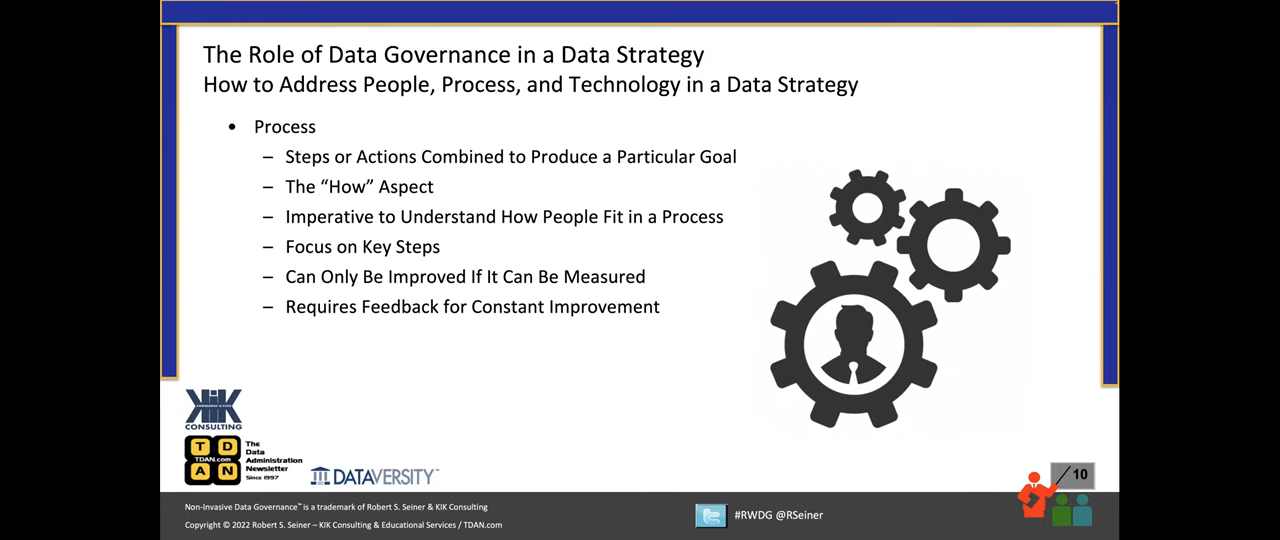 The Role of Data Governance in a Data Strategy
How to Address People, Process, and Technology in a Data Strategy
• Process
– Steps or Actions Combined to Produce a Particular Goal
– The “How” Aspect
– Imperative to Understand How People Fit in a Process
– Focus on Key Steps
– Can Only Be Improved If It Can Be Measured
– Requires Feedback for Constant Improvement
KIK
CONSULTING
T D
TDAN.com
A N
The
Data
Administration
Newsletter
Since 1997
DATAVERSITY™
10
Non-Invasive Data Governance™ is a trademark of Robert S. Seiner & KIK Consulting
Copyright © 2022 Robert S. Seiner – KIK Consulting & Educational Services / TDAN.com
#RWDG @RSeiner